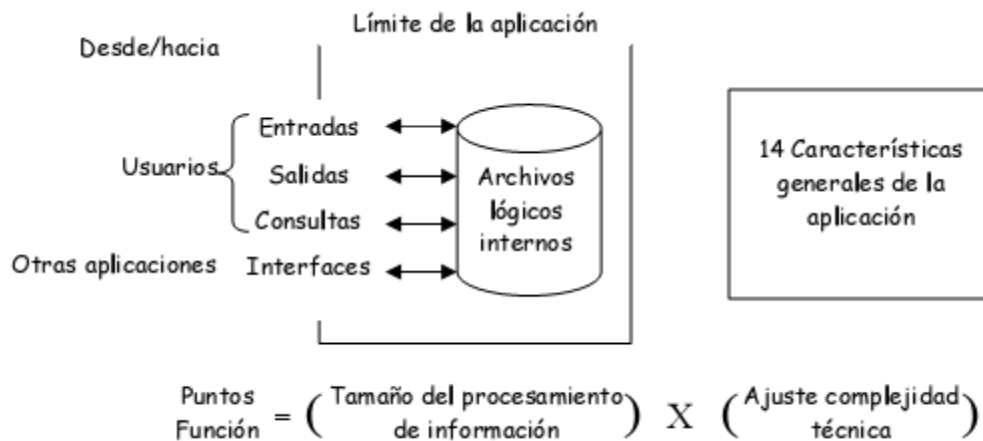 Límite de la aplicación
Desde/hacia
Entradas
Usuarios
Salidas
Consultas
Otras aplicaciones
Interfaces
Archivos
lógicos
internos
14 Características
generales de la
aplicación
Puntos
Función
=
(Tamaño del procesamiento
de información)
X
(Ajuste complejidad
técnica)